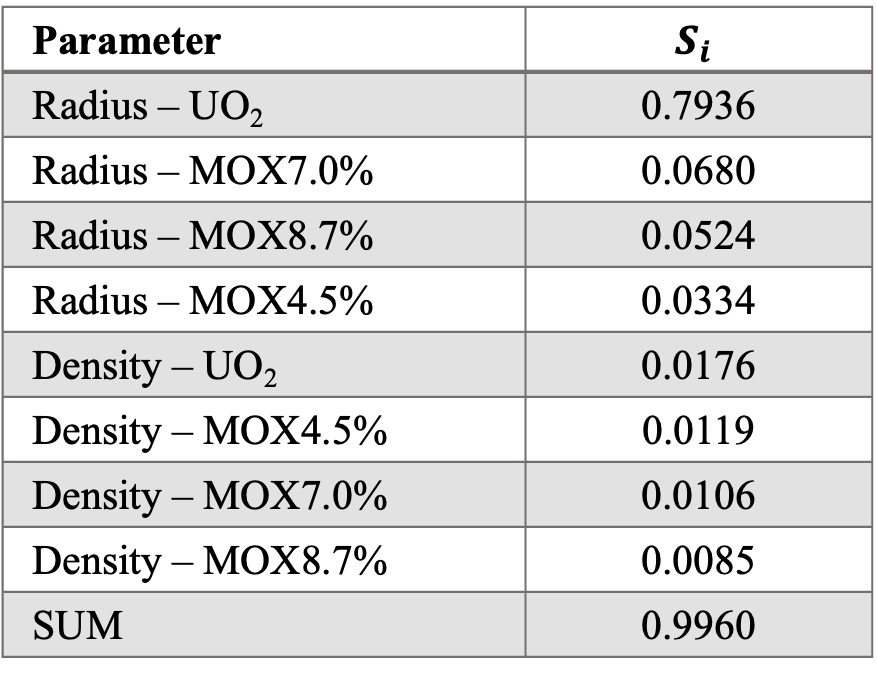 Parameter S_i
Radius – UO₂ 0.7936
Radius – MOX7.0% 0.0680
Radius – MOX8.7% 0.0524
Radius – MOX4.5% 0.0334
Density – UO₂ 0.0176
Density – MOX4.5% 0.0119
Density – MOX7.0% 0.0106
Density – MOX8.7% 0.0085
SUM 0.9960